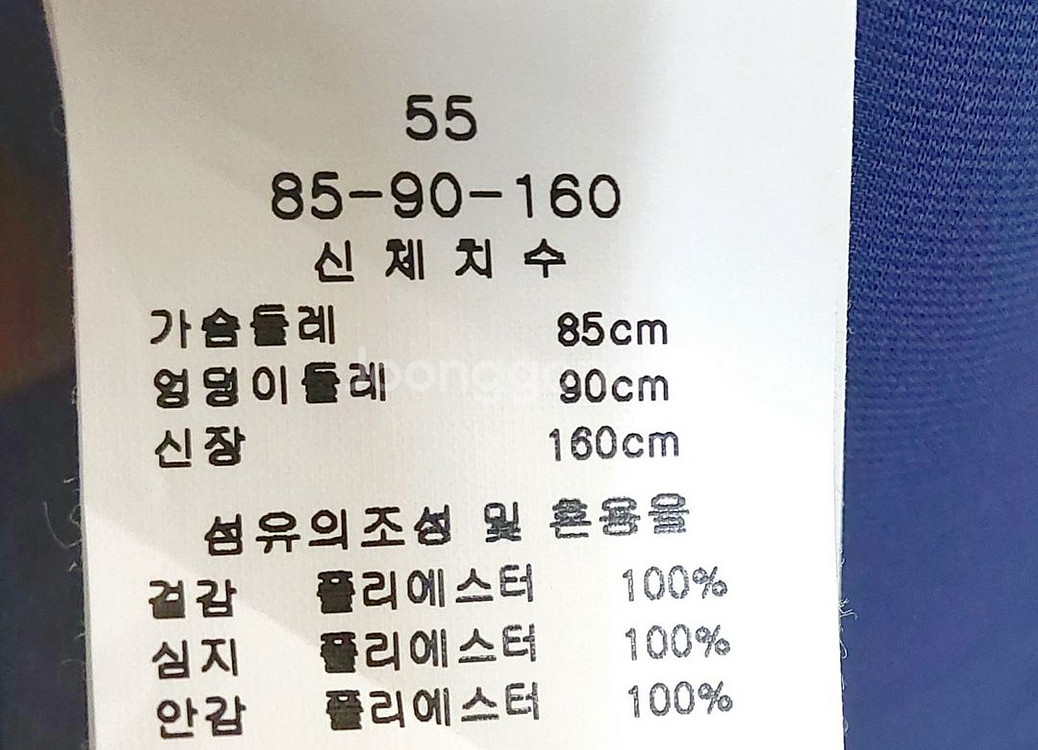 55
85-90-160
신체치수
가슴둘레 85cm
엉덩이둘레 90cm
신장 160cm
섬유의조성 및 혼용율
겉감 폴리에스터 100%
심지 폴리에스터 100%
안감 폴리에스터 100%